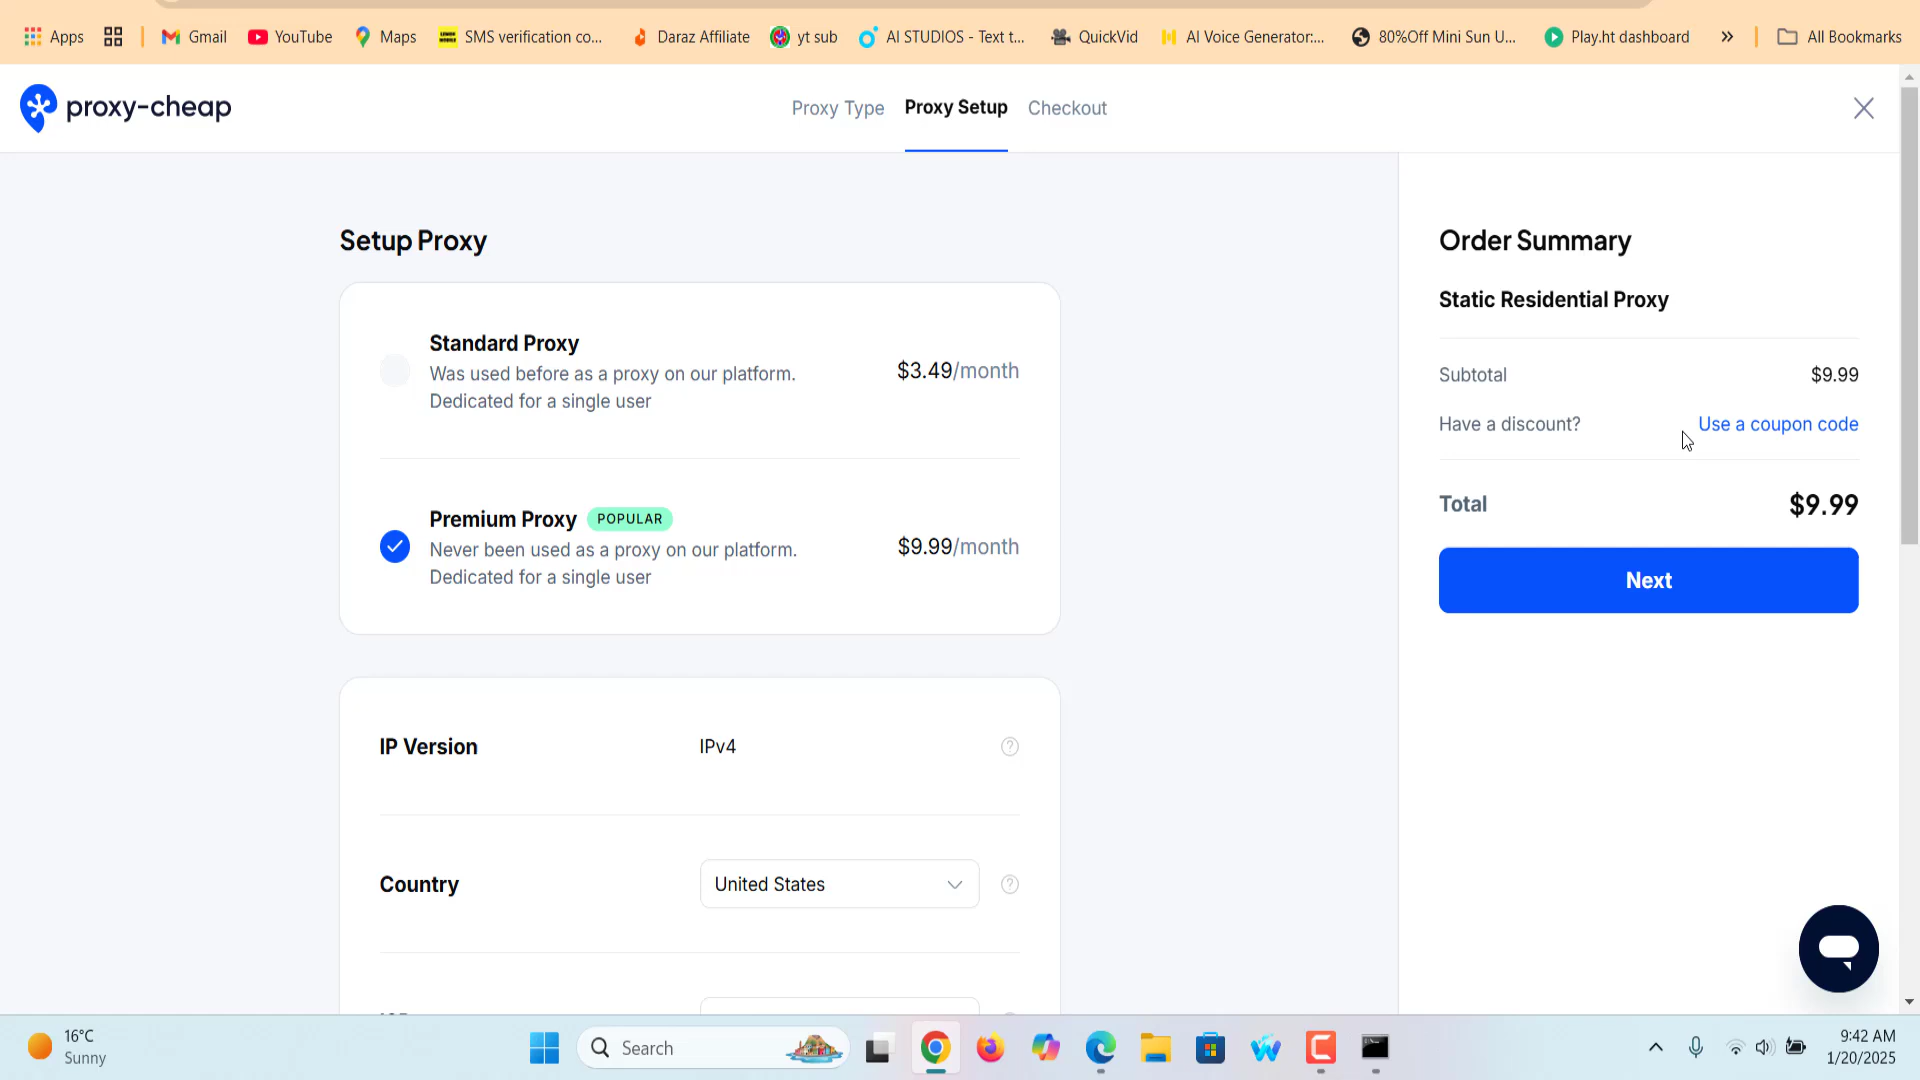 Apps
Gmail
YouTube
Maps
SMS verification co...
Daraz Affiliate
yt sub
AI STUDIOS - Text t...
QuickVid
AI Voice Generator:...
80%Off Mini Sun U...
Play.ht dashboard
All Bookmarks
proxy-cheap
Proxy Type
Proxy Setup
Checkout
Setup Proxy
Standard Proxy
Was used before as a proxy on our platform.
Dedicated for a single user
$3.49/month
Premium Proxy POPULAR
Never been used as a proxy on our platform.
Dedicated for a single user
$9.99/month
IP Version
IPv4
Country
United States
Order Summary
Static Residential Proxy
Subtotal $9.99
Have a discount? Use a coupon code
Total $9.99
Next
16°C
Sunny
Search
9:42 AM
1/20/2025